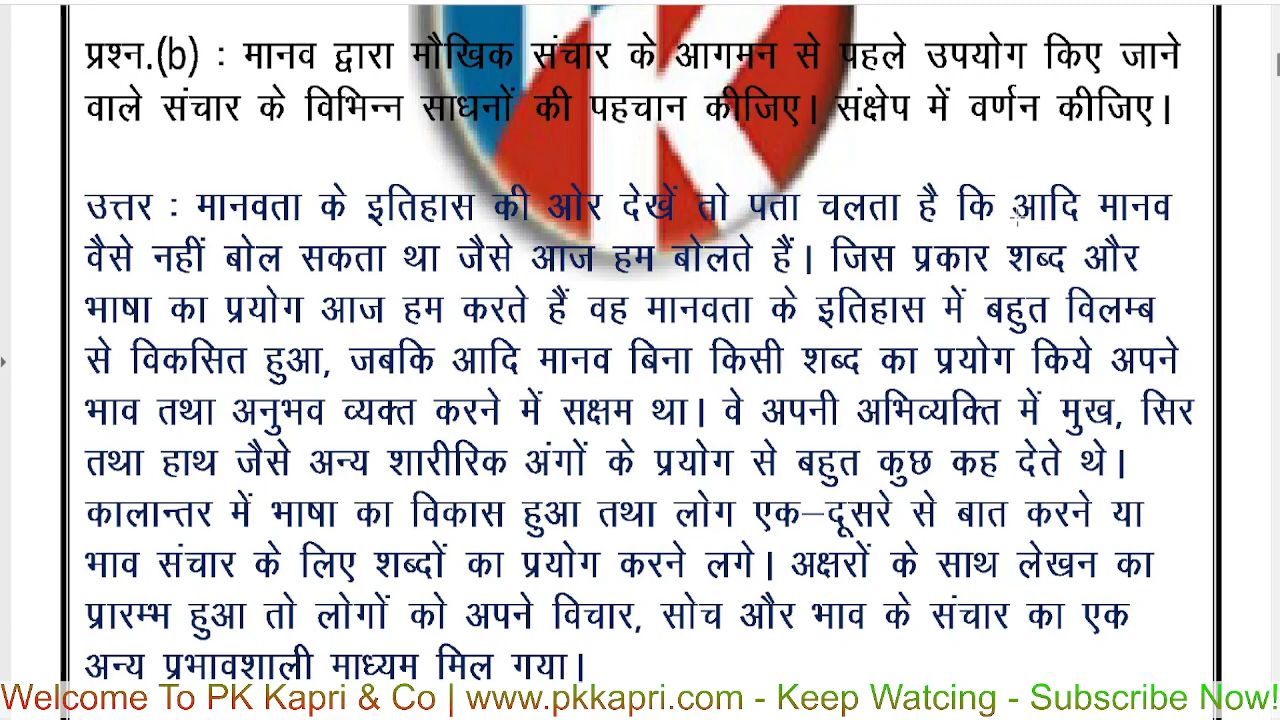 प्रश्न.(b) : मानव द्वारा मौखिक संचार के आगमन से पहले उपयोग किए जाने
वाले संचार के विभिन्न साधनों की पहचान कीजिए। संक्षेप में वर्णन कीजिए।
उत्तर : मानवता के इतिहास की ओर देखें तो पता चलता है कि आदि मानव
वैसे नहीं बोल सकता था जैसे आज हम बोलते हैं। जिस प्रकार शब्द और
भाषा का प्रयोग आज हम करते हैं वह मानवता के इतिहास में बहुत विलम्ब
से विकसित हुआ, जबकि आदि मानव बिना किसी शब्द का प्रयोग किये अपने
भाव तथा अनुभव व्यक्त करने में सक्षम था। वे अपनी अभिव्यक्ति में मुख, सिर
तथा हाथ जैसे अन्य शारीरिक अंगों के प्रयोग से बहुत कुछ कह देते थे।
कालान्तर में भाषा का विकास हुआ तथा लोग एक–दूसरे से बात करने या
भाव संचार के लिए शब्दों का प्रयोग करने लगे। अक्षरों के साथ लेखन का
प्रारम्भ हुआ तो लोगों को अपने विचार, सोच और भाव के संचार का एक
अन्य प्रभावशाली माध्यम मिल गया।
Welcome To PK Kapri & Co | www.pkkapri.com - Keep Watcing - Subscribe Now!